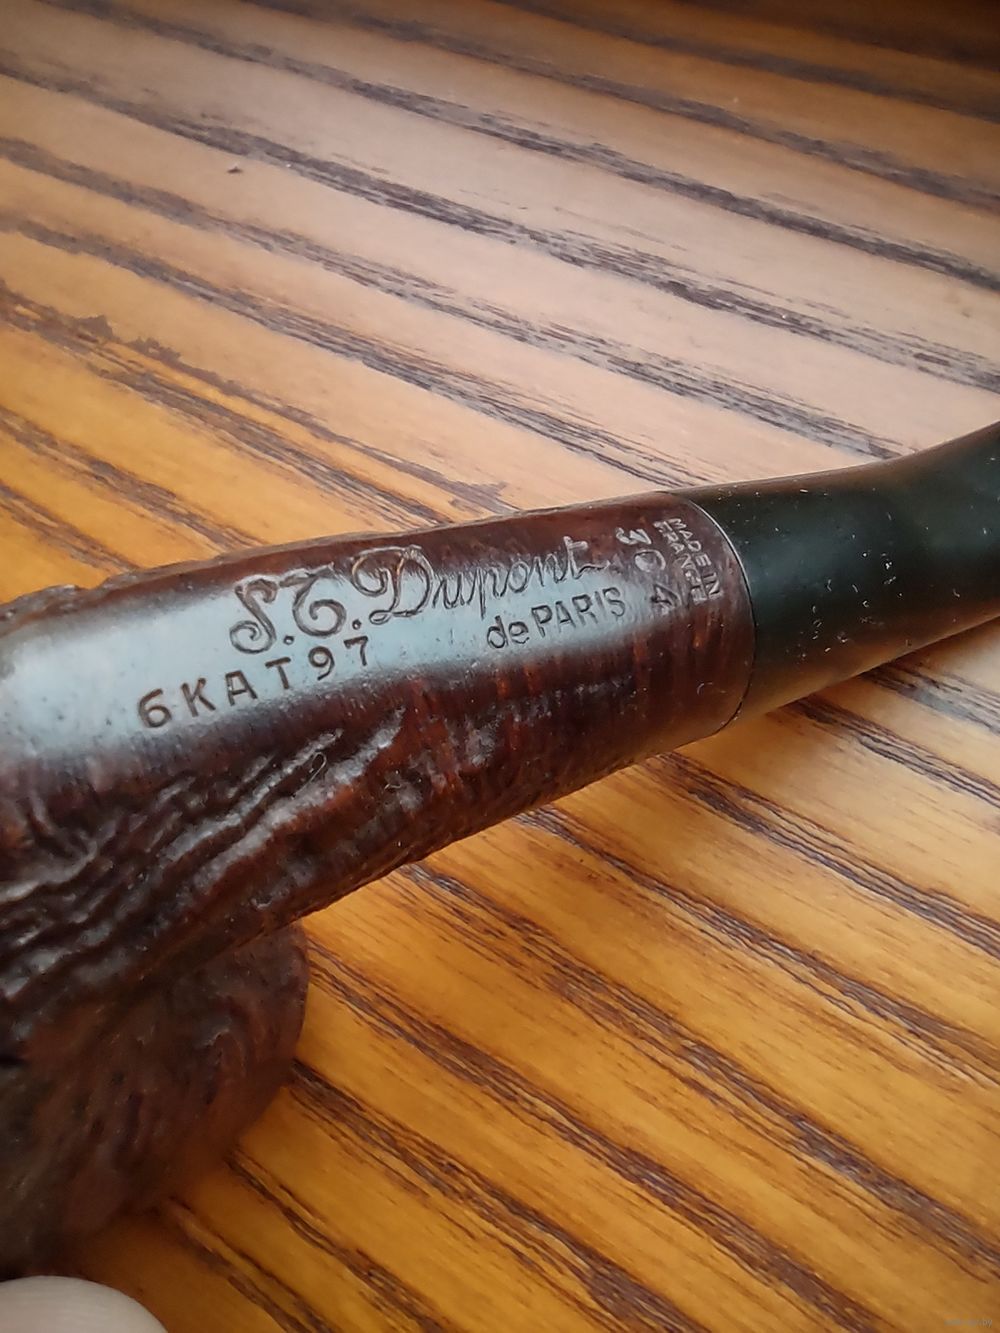 S.T. Dupont
de PARIS
6KAT97
304
MADE IN
FRANCE